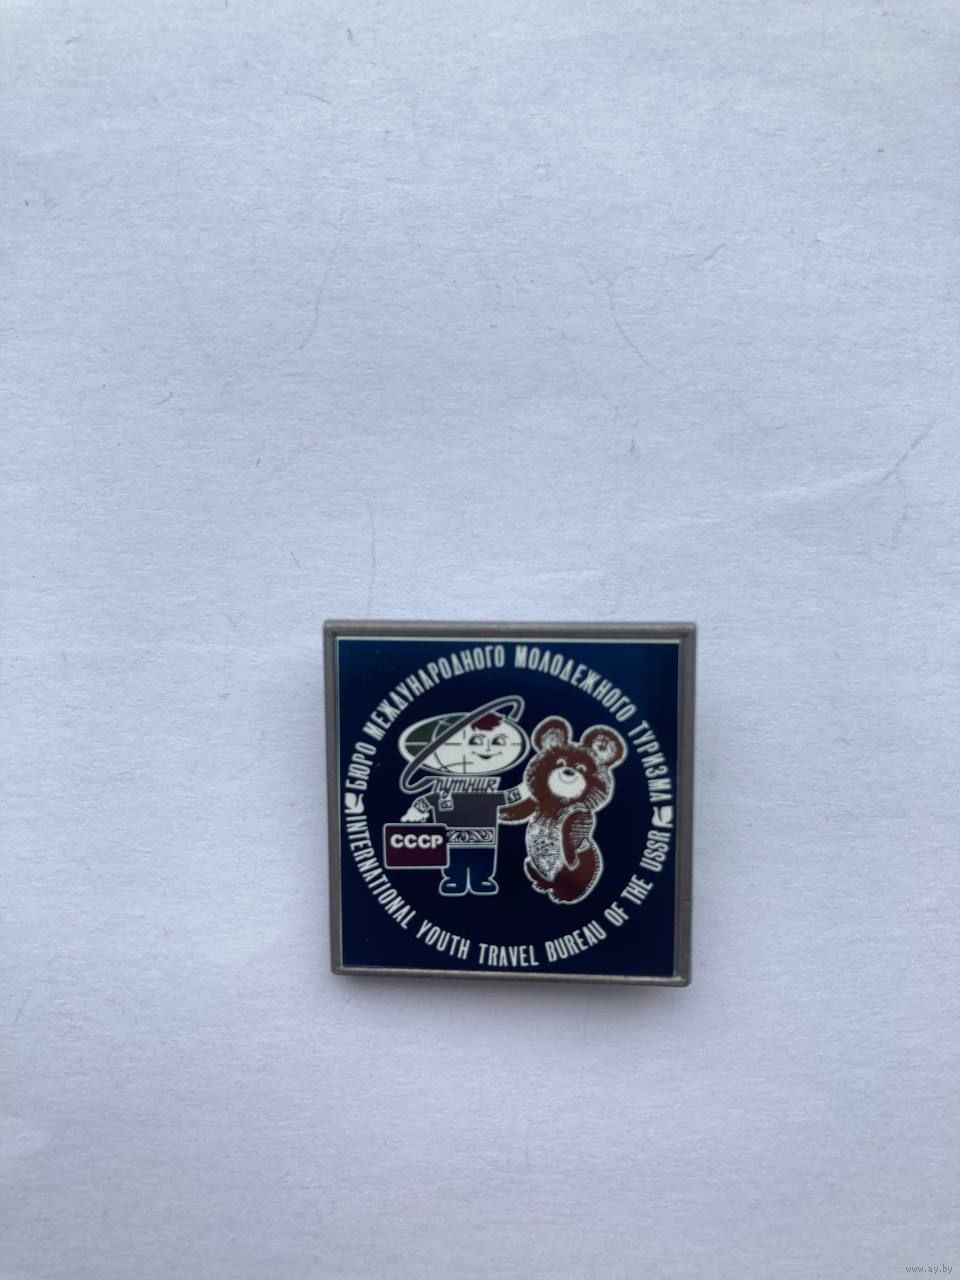 БЮРО МЕЖДУНАРОДНОГО МОЛОДЕЖНОГО ТУРИЗМА
Спутник
СССР
INTERNATIONAL YOUTH TRAVEL BUREAU OF THE USSR
www.ay.by